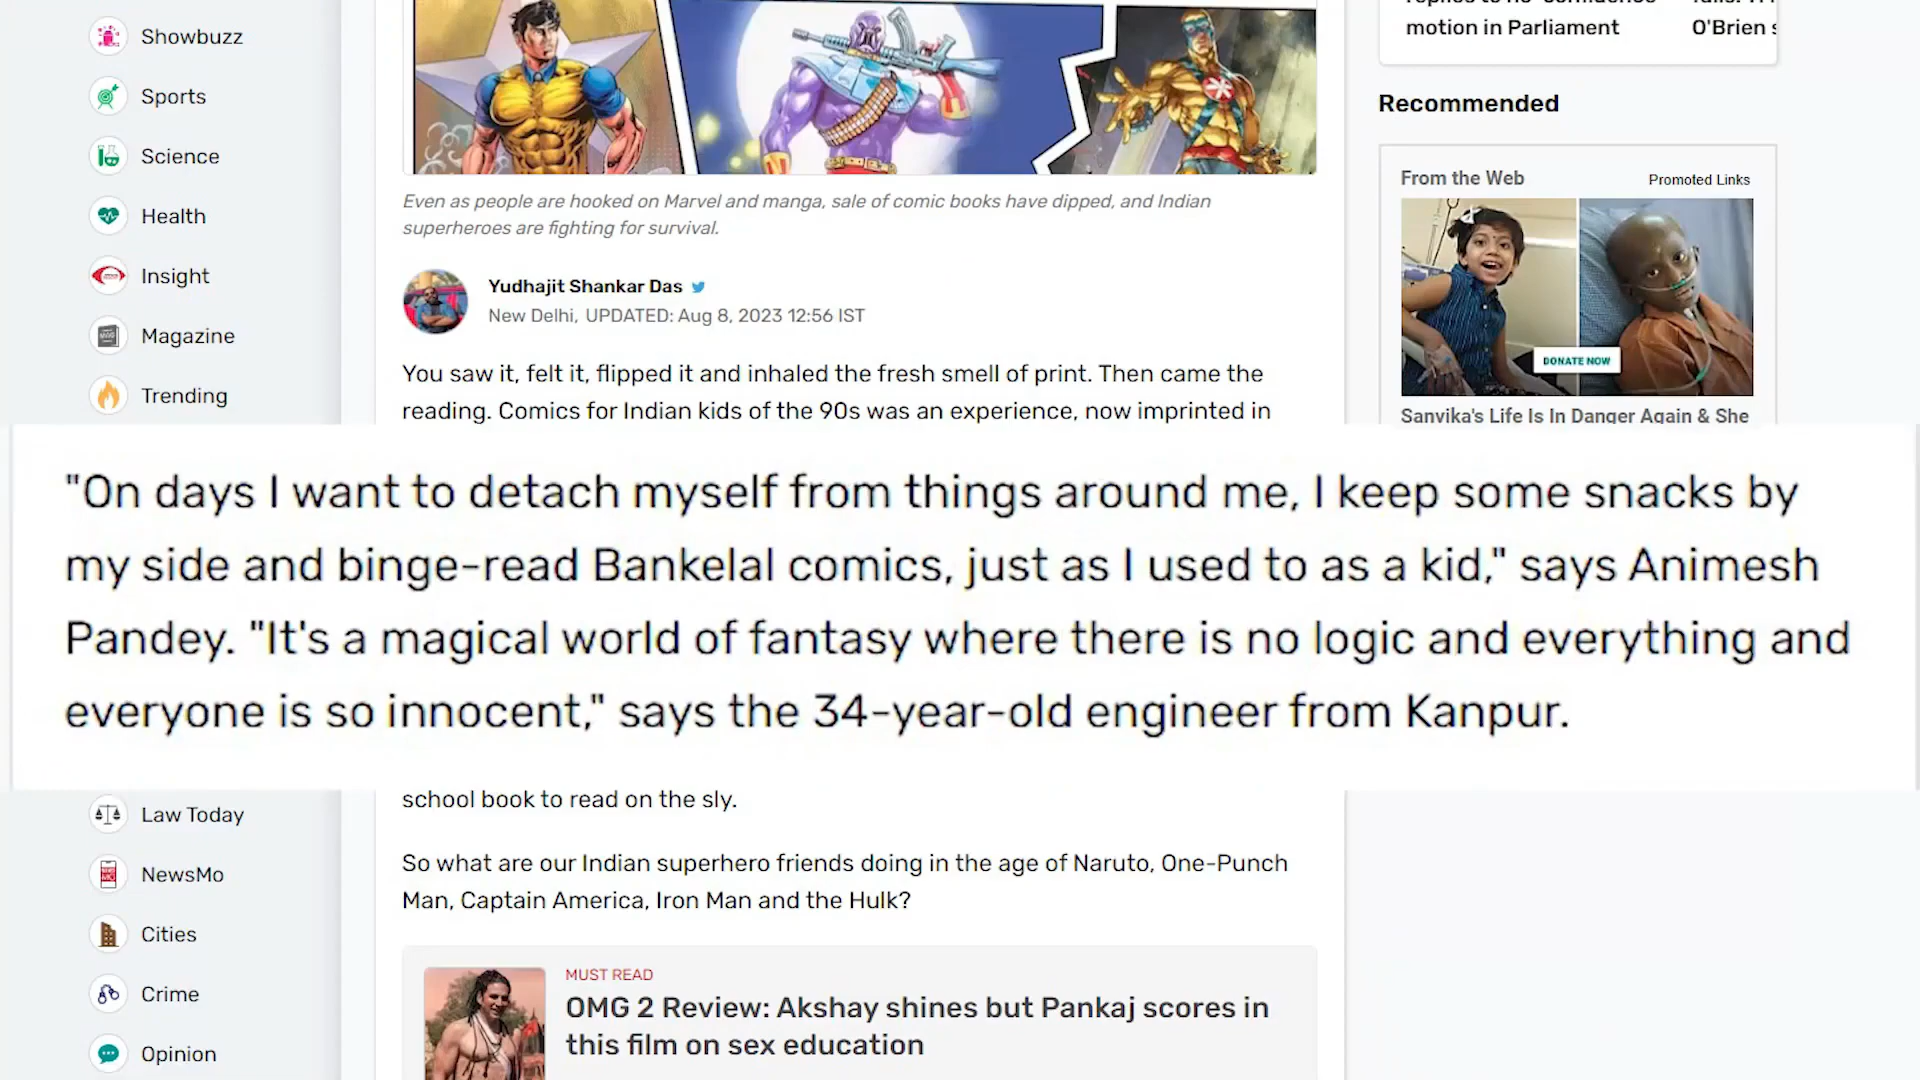 Showbuzz
Sports
Science
Health
Insight
Magazine
Trending
Even as people are hooked on Marvel and manga, sale of comic books have dipped, and Indian
superheroes are fighting for survival.
Yudhajit Shankar Das
New Delhi, UPDATED: Aug 8, 2023 12:56 IST
You saw it, felt it, flipped it and inhaled the fresh smell of print. Then came the
reading. Comics for Indian kids of the 90s was an experience, now imprinted in
motion in Parliament
O'Brien
Recommended
From the Web
Promoted Links
DONATE NOW
Sanvika's Life Is In Danger Again & She
"On days I want to detach myself from things around me, I keep some snacks by
my side and binge-read Bankelal comics, just as I used to as a kid," says Animesh
Pandey. "It's a magical world of fantasy where there is no logic and everything and
everyone is so innocent," says the 34-year-old engineer from Kanpur.
Law Today
NewsMo
Cities
Crime
Opinion
school book to read on the sly.
So what are our Indian superhero friends doing in the age of Naruto, One-Punch
Man, Captain America, Iron Man and the Hulk?
MUST READ
OMG 2 Review: Akshay shines but Pankaj scores in
this film on sex education